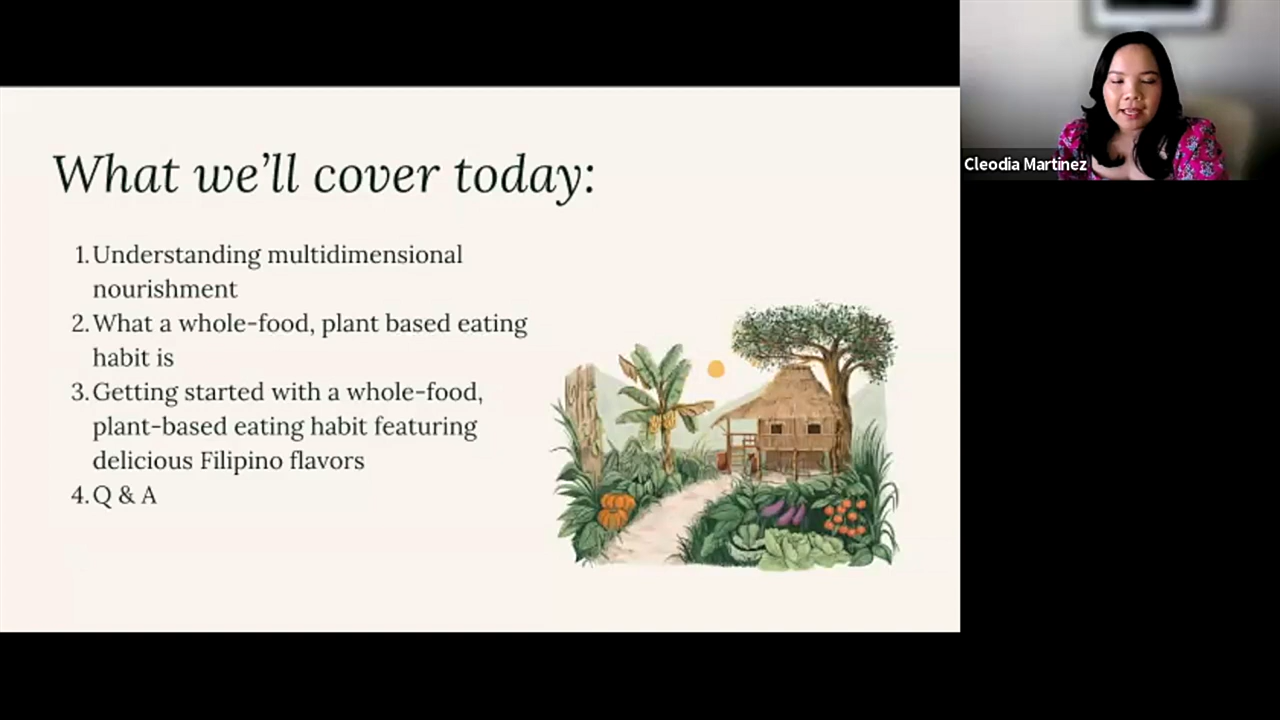 What we’ll cover today:
1. Understanding multidimensional
nourishment
2. What a whole-food, plant based eating
habit is
3. Getting started with a whole-food,
plant-based eating habit featuring
delicious Filipino flavors
4. Q & A
Cleodia Martinez